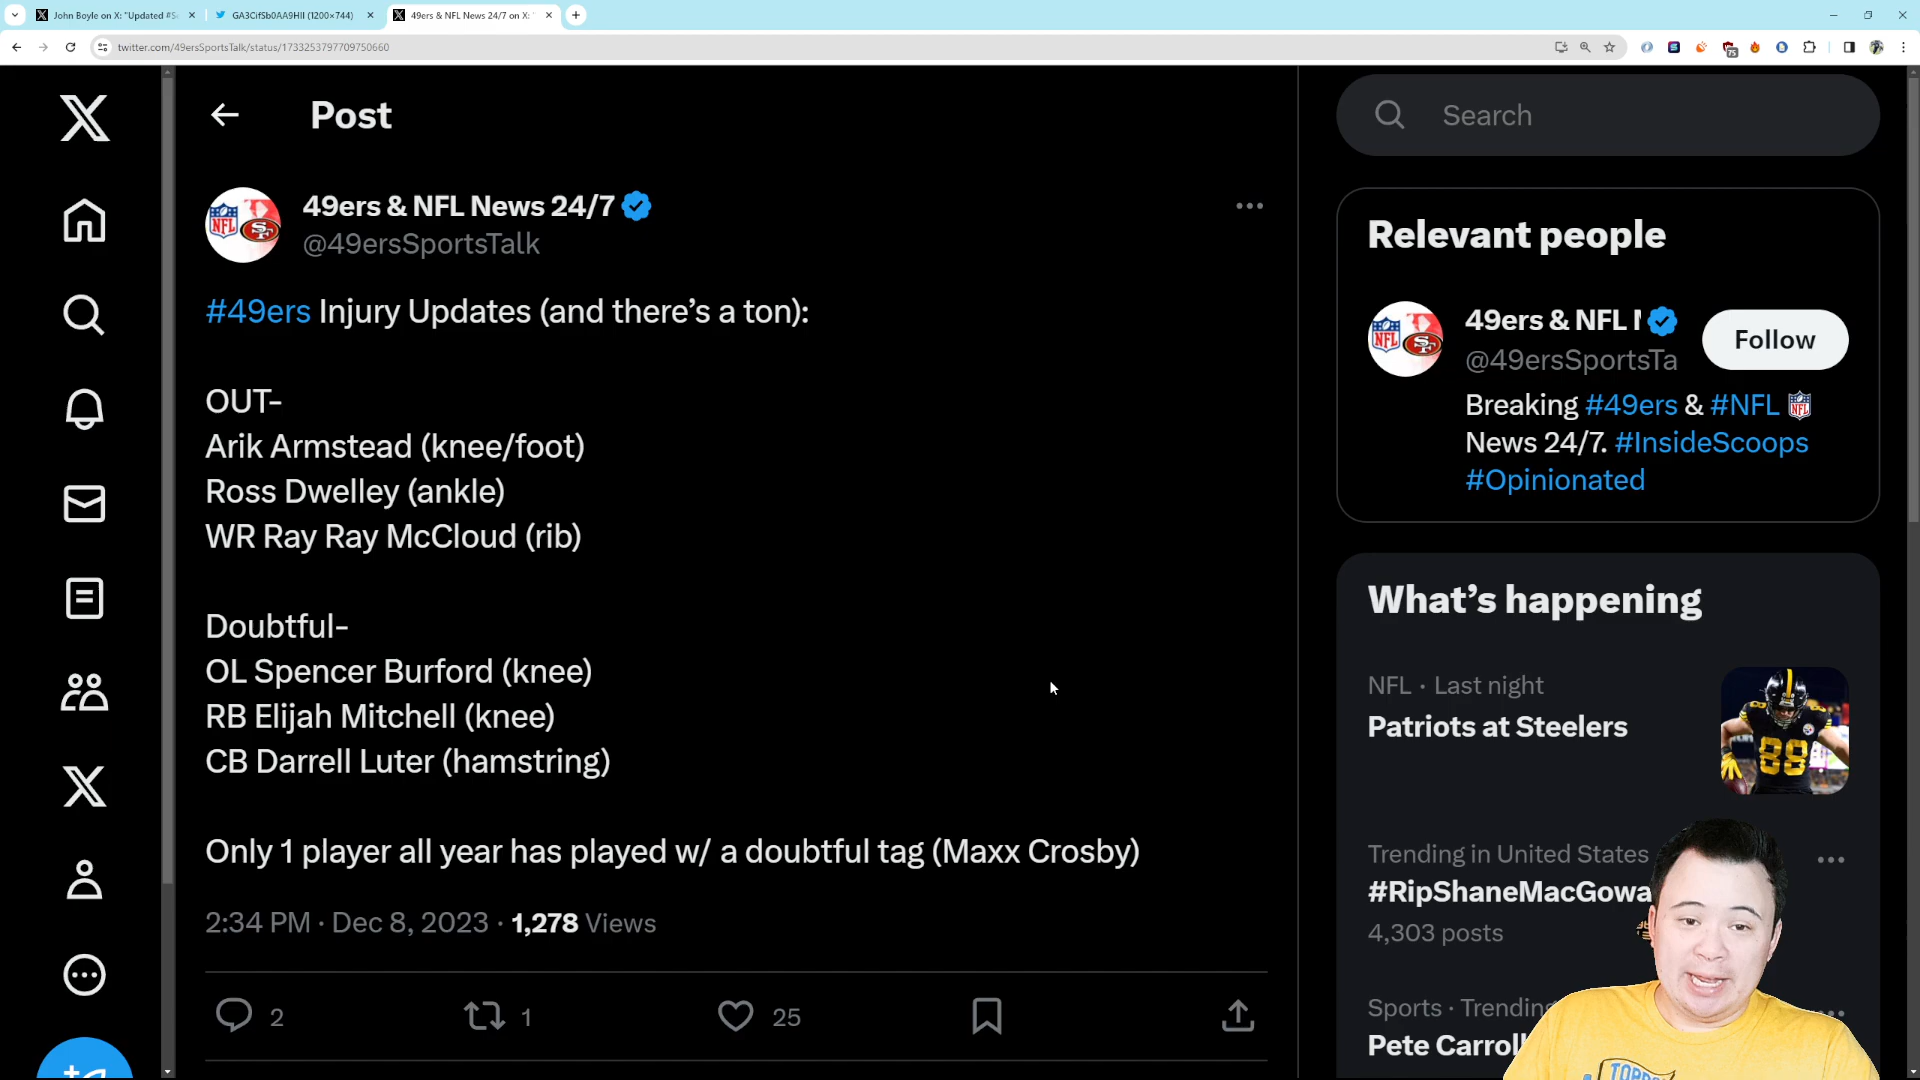 John Boyle on X: "Updated #Se
GA3CifSb0AA9HII (1200×744)
49ers & NFL News 24/7 on X: "
twitter.com/49ersSportsTalk/status/1733253797709750660
75
Post
Search
49ers & NFL News 24/7
@49ersSportsTalk
#49ers Injury Updates (and there's a ton):
OUT-
Arik Armstead (knee/foot)
Ross Dwelley (ankle)
WR Ray Ray McCloud (rib)
Doubtful-
OL Spencer Burford (knee)
RB Elijah Mitchell (knee)
CB Darrell Luter (hamstring)
Only 1 player all year has played w/ a doubtful tag (Maxx Crosby)
2:34 PM · Dec 8, 2023 · 1,278 Views
2
1
25
Relevant people
49ers & NFL N
@49ersSportsTa
Follow
Breaking #49ers & #NFL
News 24/7. #InsideScoops
#Opinionated
What's happening
NFL · Last night
Patriots at Steelers
88
Trending in United States
#RipShaneMacGowa
4,303 posts
Sports · Trending
Pete Carroll